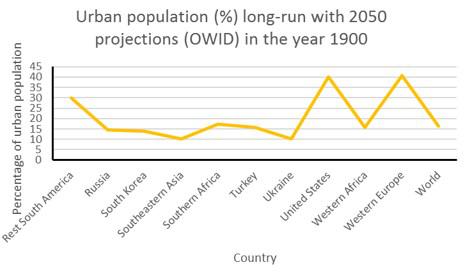 Urban population (%) long-run with 2050
projections (OWID) in the year 1900
Percentage of urban population
45
40
35
30
25
20
15
10
5
0
Rest South America
Russia
South Korea
Southeastern Asia
Southern Africa
Turkey
Ukraine
United States
Western Africa
Western Europe
World
Country